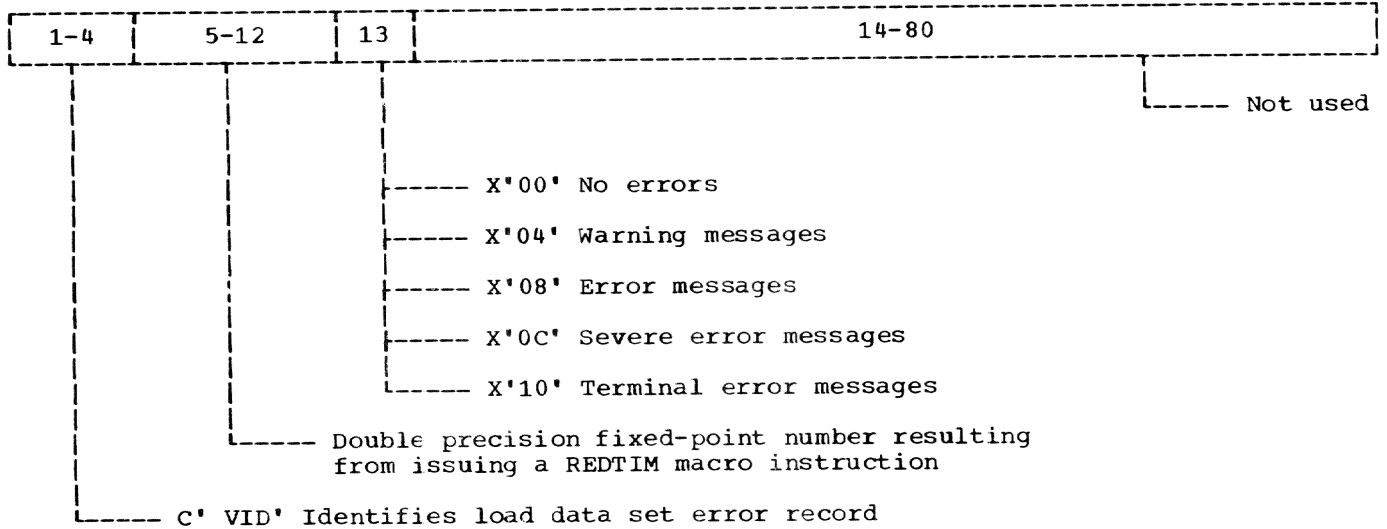 1-4 5-12 13 14-80
Not used
X'00' No errors
X'04' Warning messages
X'08' Error messages
X'0C' Severe error messages
X'10' Terminal error messages
Double precision fixed-point number resulting
from issuing a REDTIM macro instruction
C' VID' Identifies load data set error record